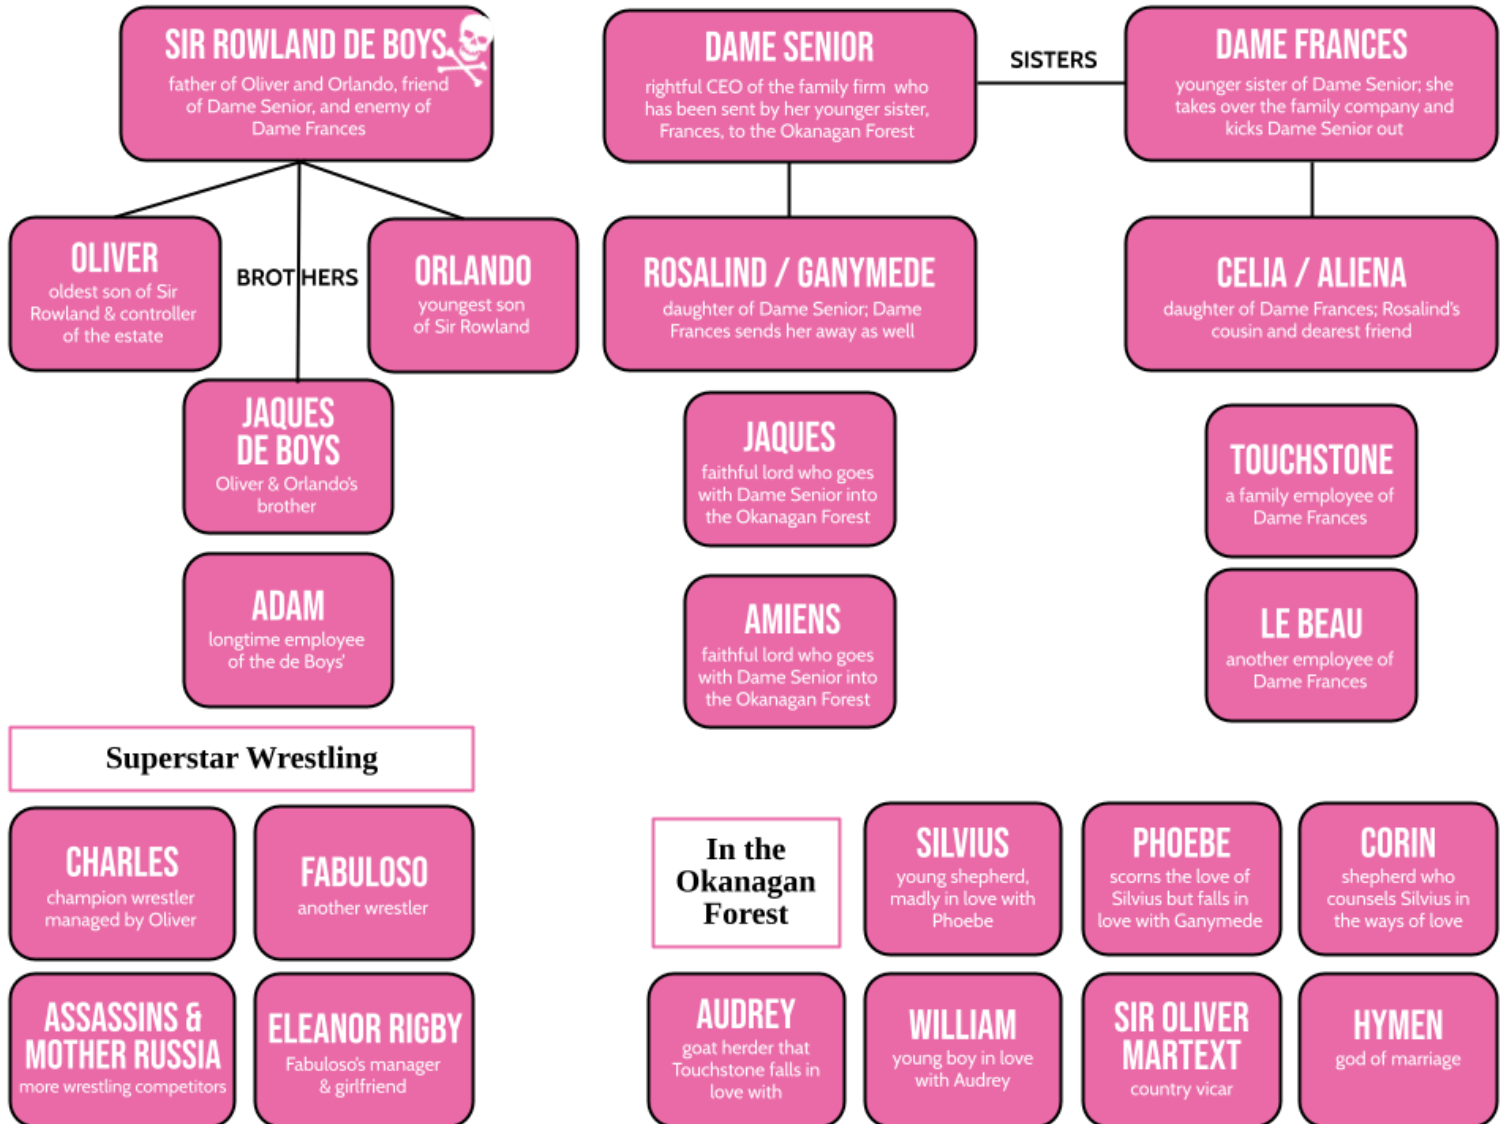 SIR ROWLAND DE BOYS
father of Oliver and Orlando, friend
of Dame Senior, and enemy of
Dame Frances
DAME SENIOR
rightful CEO of the family firm who
has been sent by her younger sister,
Frances, to the Okanagan Forest
SISTERS
DAME FRANCES
younger sister of Dame Senior; she
takes over the family company and
kicks Dame Senior out
OLIVER
oldest son of Sir
Rowland & controller
of the estate
BROTHERS
ORLANDO
youngest son
of Sir Rowland
ROSALIND / GANYMEDE
daughter of Dame Senior; Dame
Frances sends her away as well
CELIA / ALIENA
daughter of Dame Frances; Rosalind's
cousin and dearest friend
JAQUES
DE BOYS
Oliver & Orlando's
brother
JAQUES
faithful lord who goes
with Dame Senior into
the Okanagan Forest
TOUCHSTONE
a family employee of
Dame Frances
ADAM
longtime employee
of the de Boys'
AMIENS
faithful lord who goes
with Dame Senior into
the Okanagan Forest
LE BEAU
another employee of
Dame Frances
Superstar Wrestling
CHARLES
champion wrestler
managed by Oliver
FABULOSO
another wrestler
ASSASSINS &
MOTHER RUSSIA
more wrestling competitors
ELEANOR RIGBY
Fabuloso's manager
& girlfriend
In the
Okanagan
Forest
SILVIUS
young shepherd,
madly in love with
Phoebe
PHOEBE
scorns the love of
Silvius but falls in
love with Ganymede
CORIN
shepherd who
counsels Silvius in
the ways of love
AUDREY
goat herder that
Touchstone falls in
love with
WILLIAM
young boy in love
with Audrey
SIR OLIVER
MARTEXT
country vicar
HYMEN
god of marriage